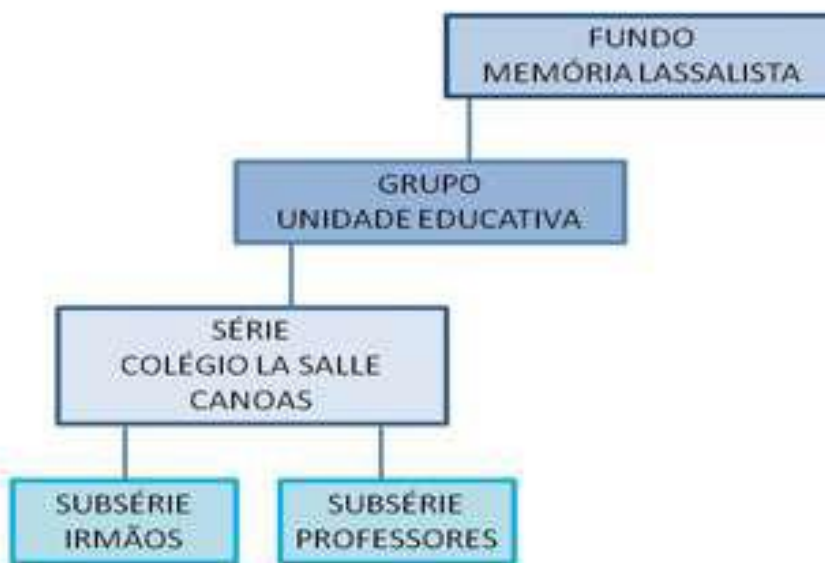 FUNDO
MEMÓRIA LASSALISTA
GRUPO
UNIDADE EDUCATIVA
SÉRIE
COLÉGIO LA SALLE
CANOAS
SUBSÉRIE
IRMÃOS
SUBSÉRIE
PROFESSORES